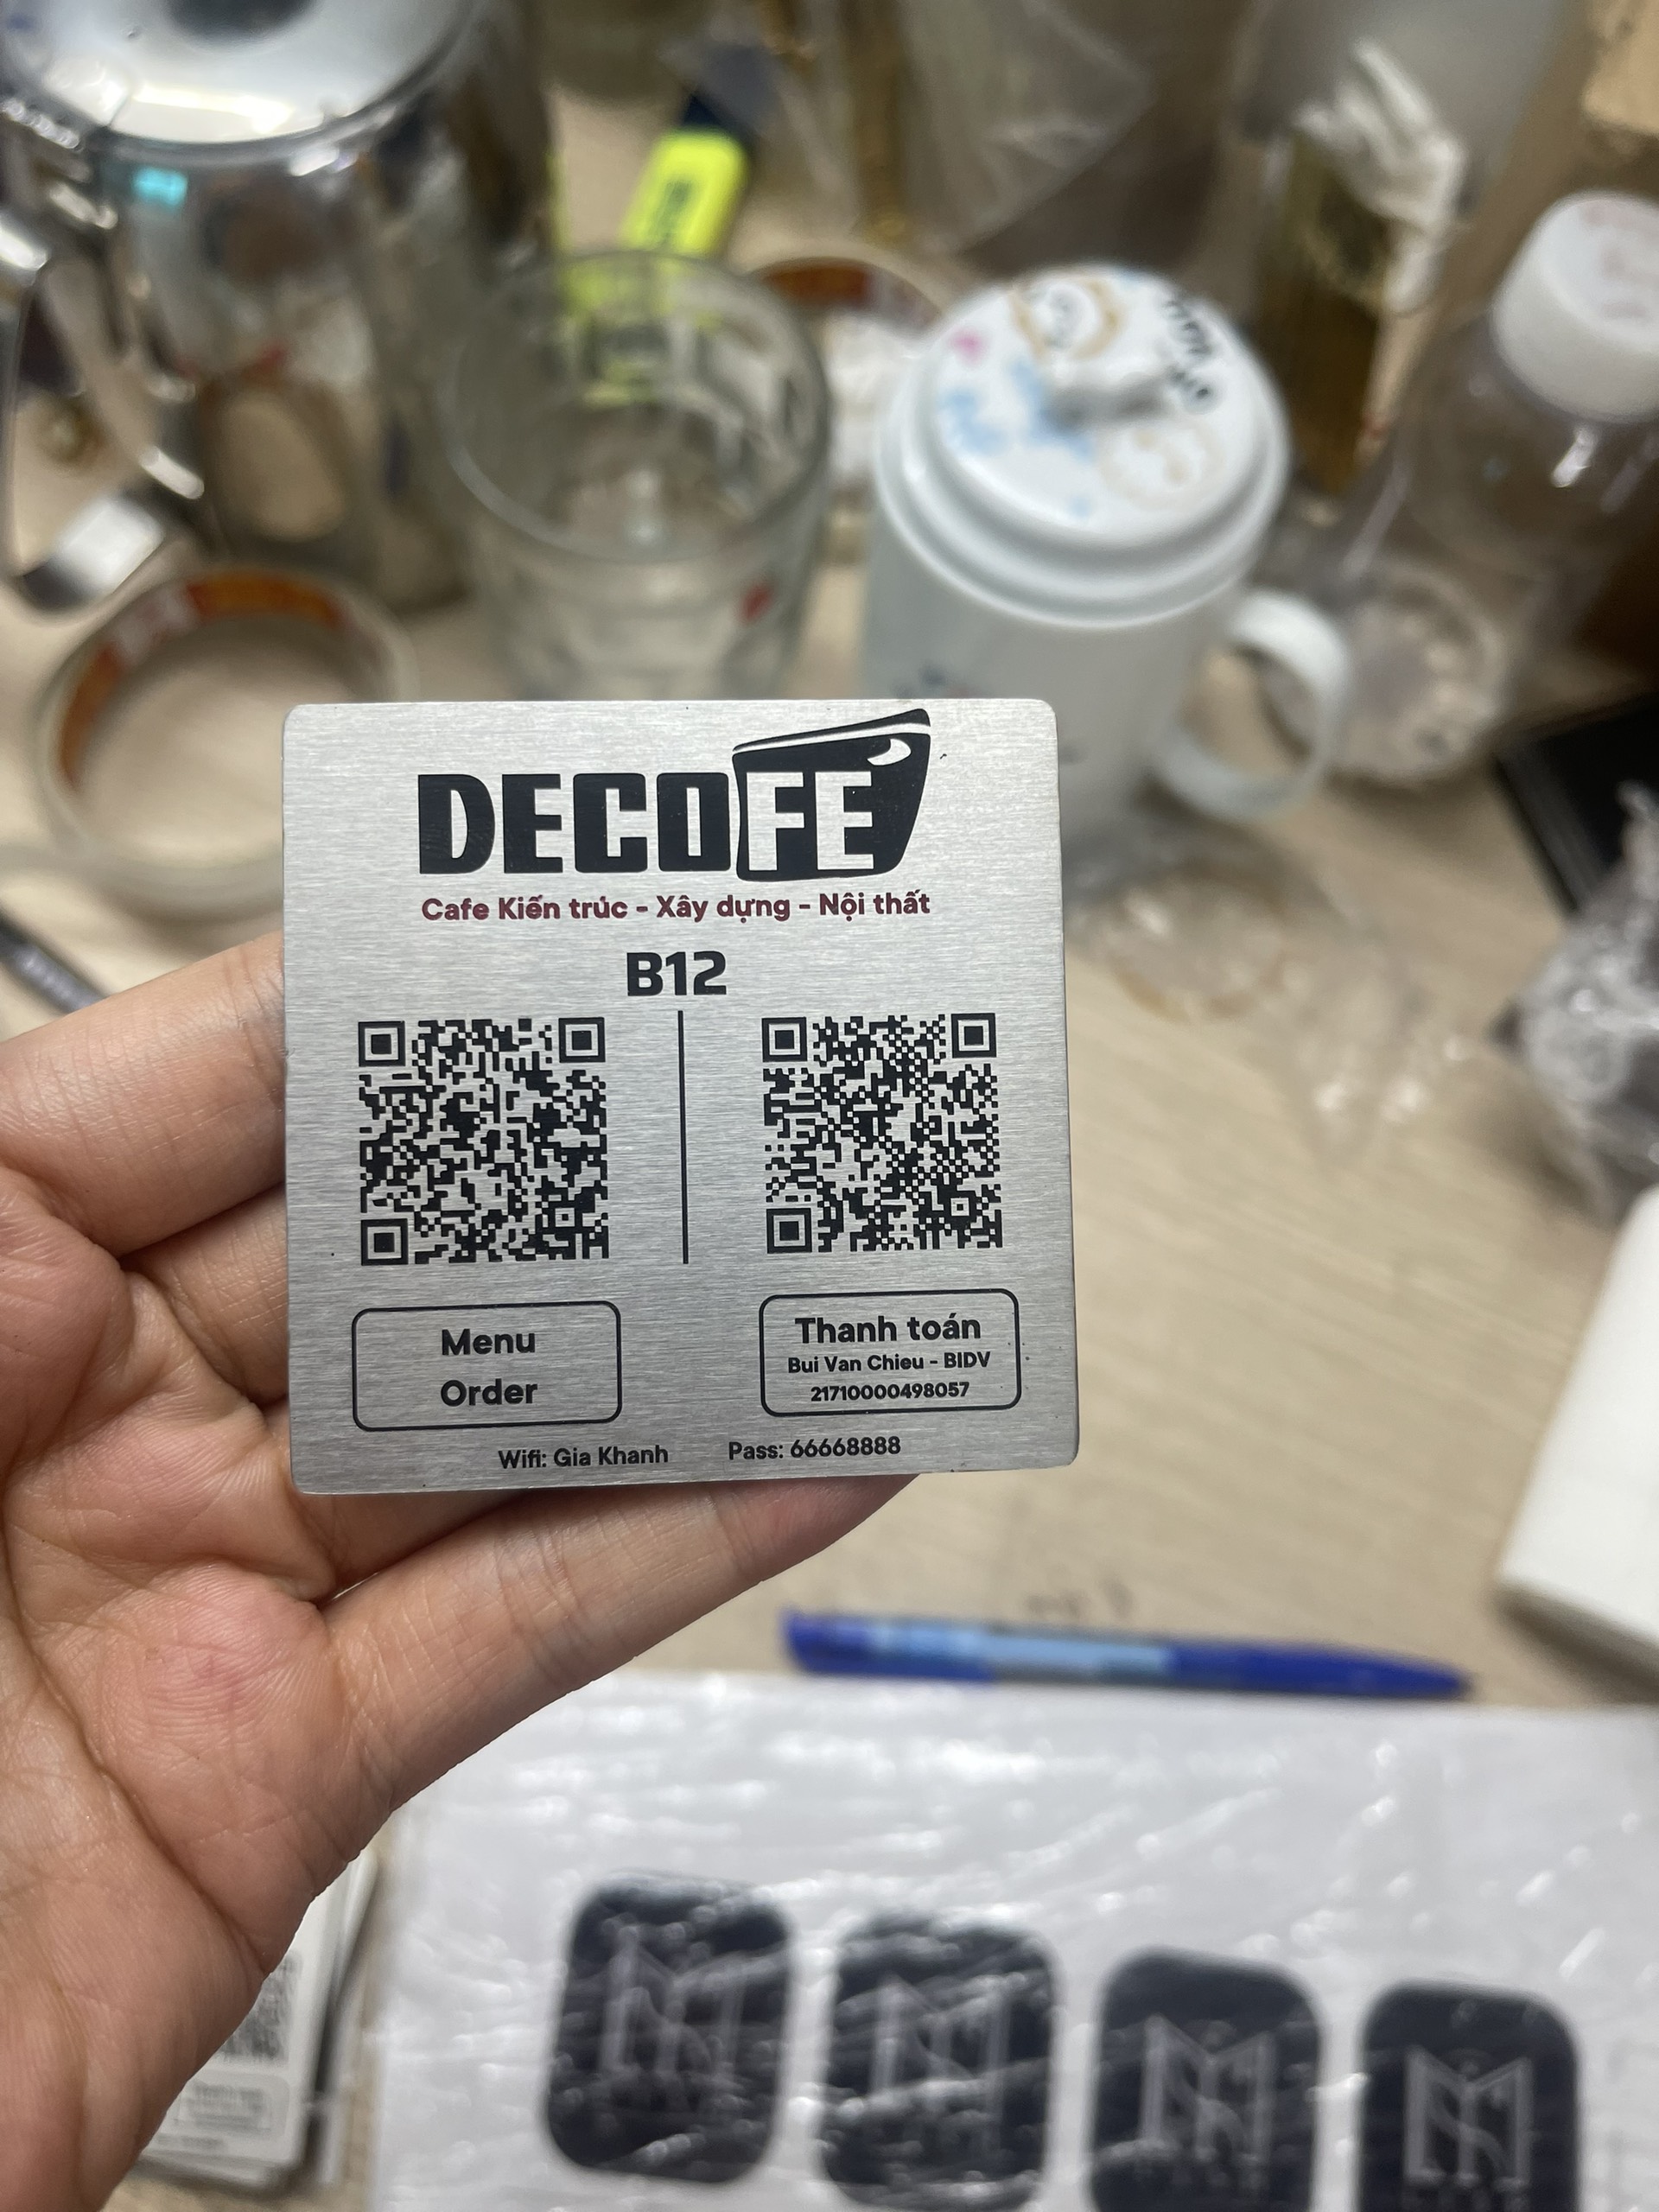 DECOFE
Cafe Kiến trúc - Xây dựng - Nội thất
B12
Menu
Order
Thanh toán
Bui Van Chieu - BIDV
21710000498057
Wifi: Gia Khanh Pass: 66668888